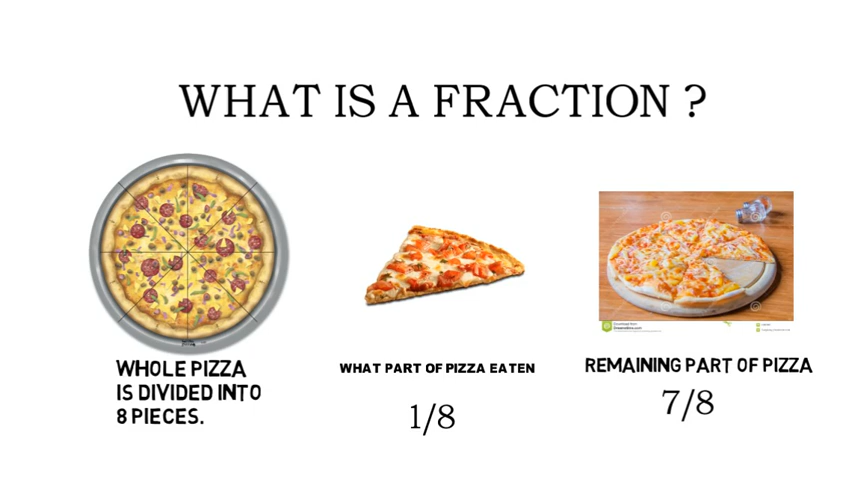 WHAT IS A FRACTION ?
WHOLE PIZZA
IS DIVIDED INTO
8 PIECES.
WHAT PART OF PIZZA EATEN
1/8
REMAINING PART OF PIZZA
7/8